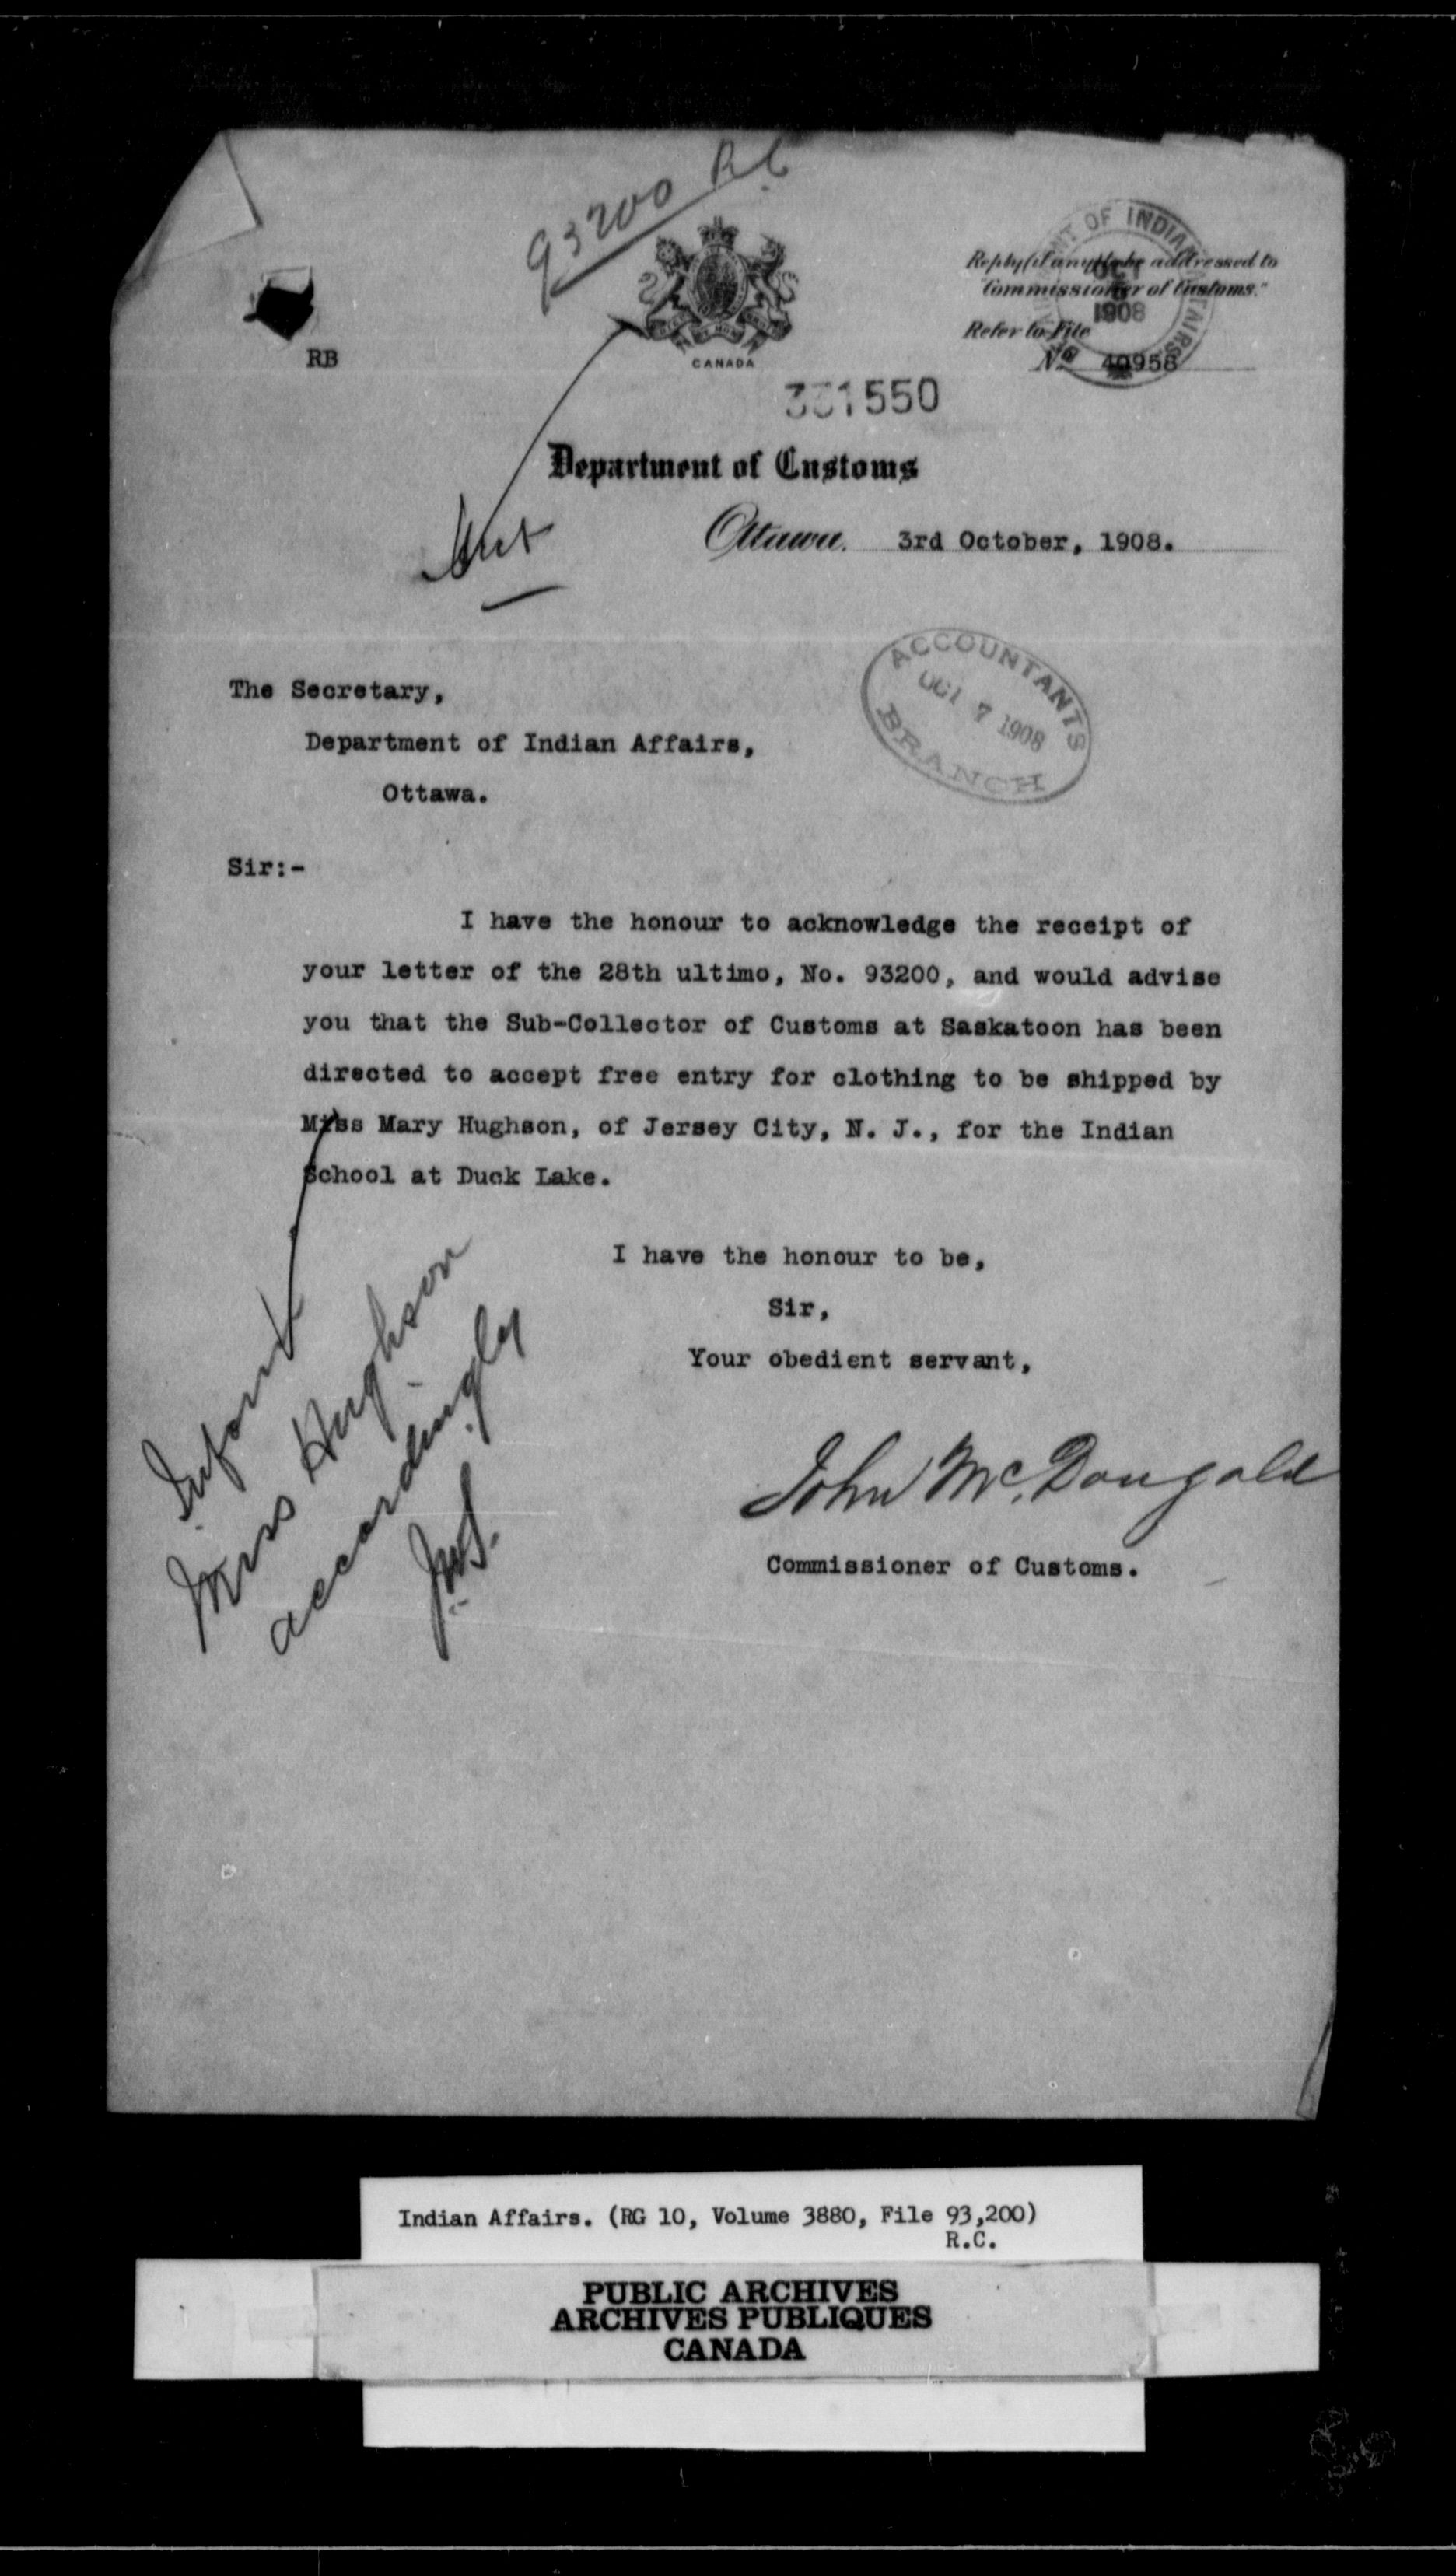 93200 R.C.
DEPARTMENT OF INDIAN AFFAIRS
OCT 1908
Reply (if any) to be addressed to
"Commissioner of Customs."
Refer to File
No. 40958
RB
CANADA
331550
Department of Customs
Ottawa. 3rd October, 1908.
ACCOUNTANTS
OCT 7 1908
BRANCH
The Secretary,
Department of Indian Affairs,
Ottawa.
Sir:-
I have the honour to acknowledge the receipt of
your letter of the 28th ultimo, No. 93200, and would advise
you that the Sub-Collector of Customs at Saskatoon has been
directed to accept free entry for clothing to be shipped by
Miss Mary Hughson, of Jersey City, N. J., for the Indian
School at Duck Lake.
I have the honour to be,
Sir,
Your obedient servant,
John McDougald
Commissioner of Customs.
Inform
Miss Hughson
accordingly
Indian Affairs. (RG 10, Volume 3880, File 93,200)
R.C.
PUBLIC ARCHIVES
ARCHIVES PUBLIQUES
CANADA